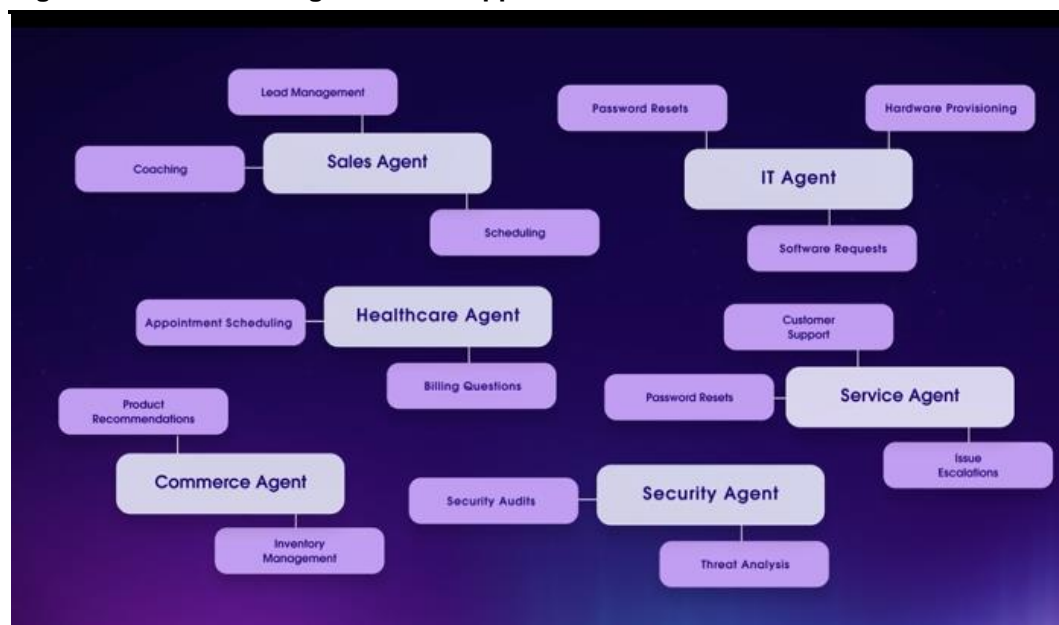 Lead Management
Coaching
Sales Agent
Scheduling
Password Resets
Hardware Provisioning
IT Agent
Software Requests
Appointment Scheduling
Healthcare Agent
Billing Questions
Customer
Support
Password Resets
Service Agent
Issue
Escalations
Product
Recommendations
Commerce Agent
Inventory
Management
Security Audits
Security Agent
Threat Analysis